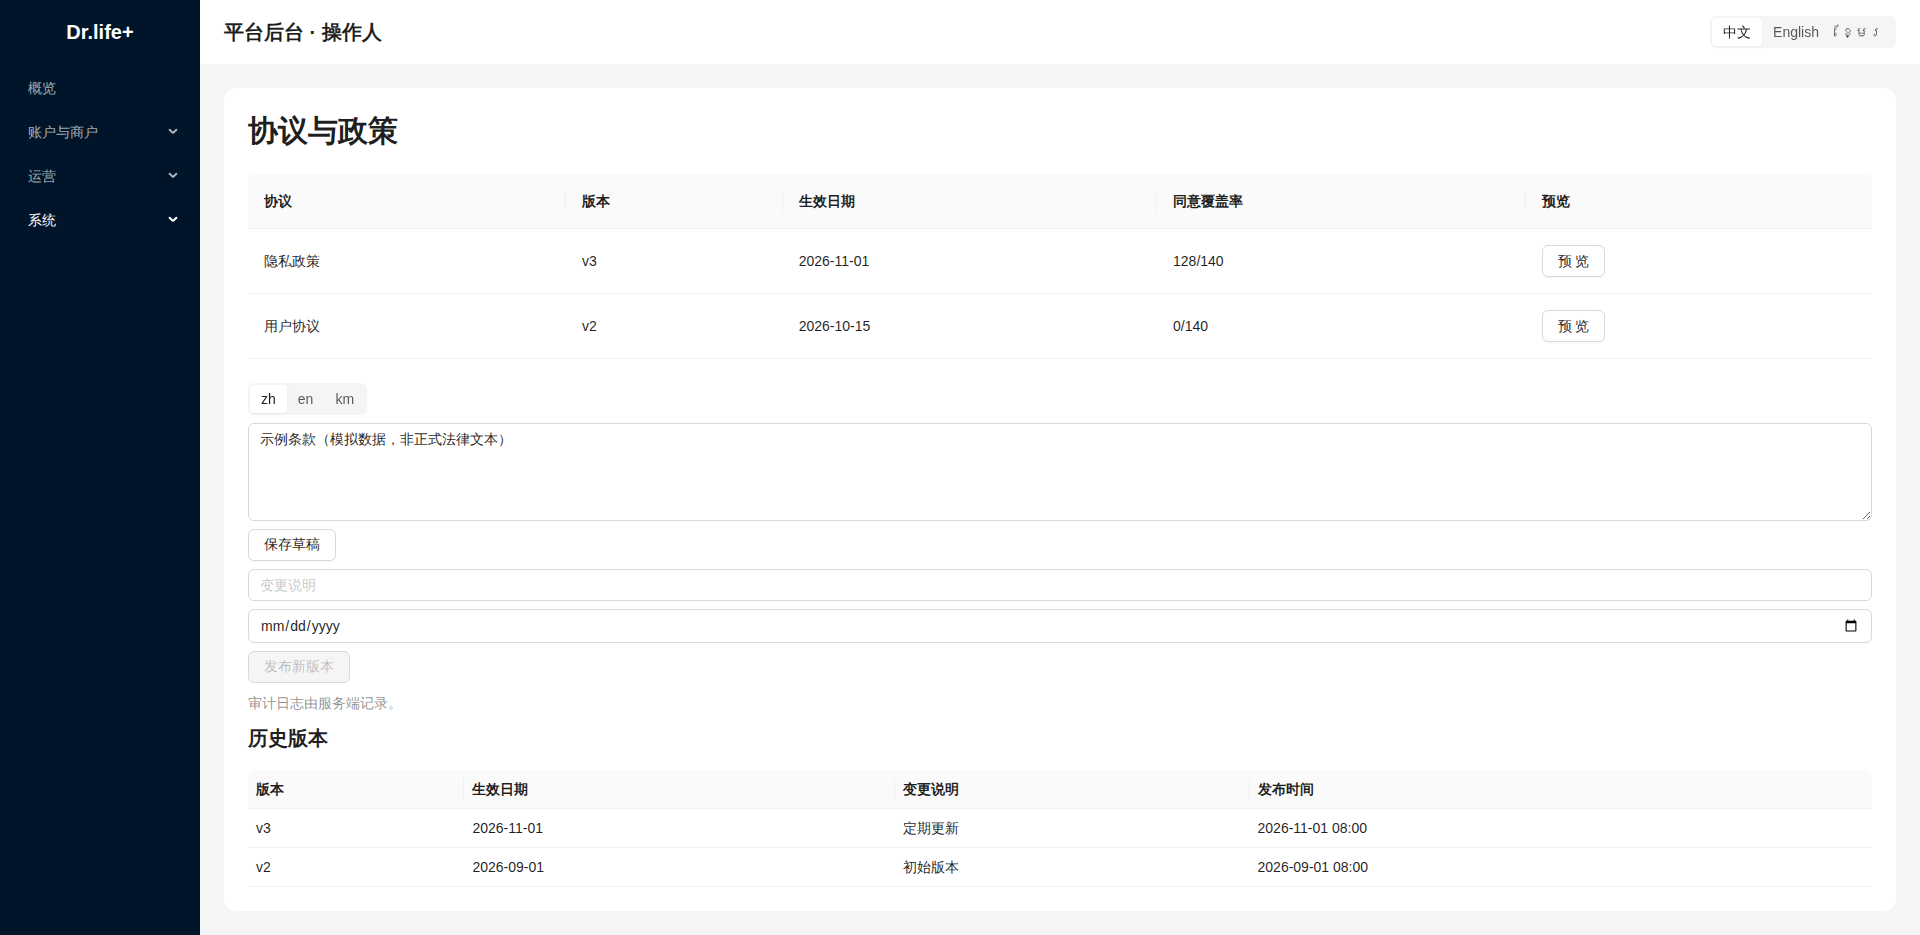 Dr.life+
平台后台 · 操作人
中文 English ខ្មែរ
概览
账户与商户
运营
系统
协议与政策
协议 版本 生效日期 同意覆盖率 预览
隐私政策 v3 2026-11-01 128/140 预 览
用户协议 v2 2026-10-15 0/140 预 览
zh en km
示例条款（模拟数据，非正式法律文本）
保存草稿
变更说明
mm/dd/yyyy
发布新版本
审计日志由服务端记录。
历史版本
版本 生效日期 变更说明 发布时间
v3 2026-11-01 定期更新 2026-11-01 08:00
v2 2026-09-01 初始版本 2026-09-01 08:00